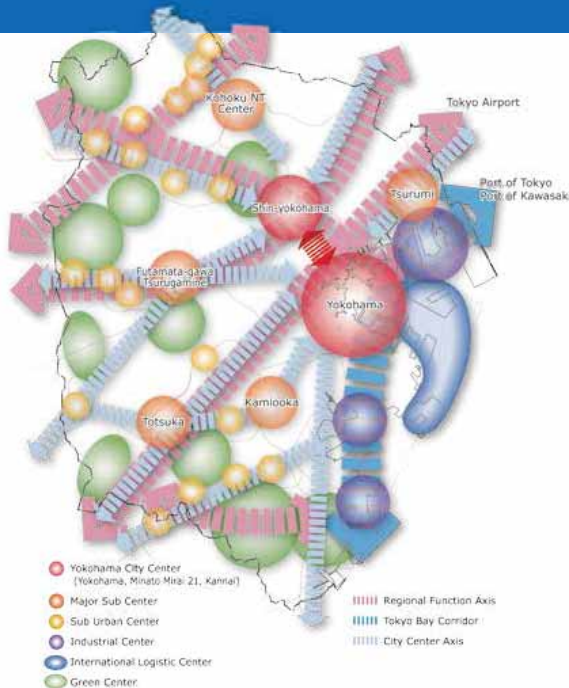 Kohoku NT
Center
Tokyo Airport
Tsurumi
Port of Tokyo
Port of Kawasaki
Shin-yokohama
Futamata-gawa
Tsurugamine
Yokohama
Kamiooka
Totsuka
Yokohama City Center
(Yokohama, Minato Mirai 21, Kannai)
Major Sub Center
Sub Urban Center
Industrial Center
International Logistic Center
Green Center
Regional Function Axis
Tokyo Bay Corridor
City Center Axis